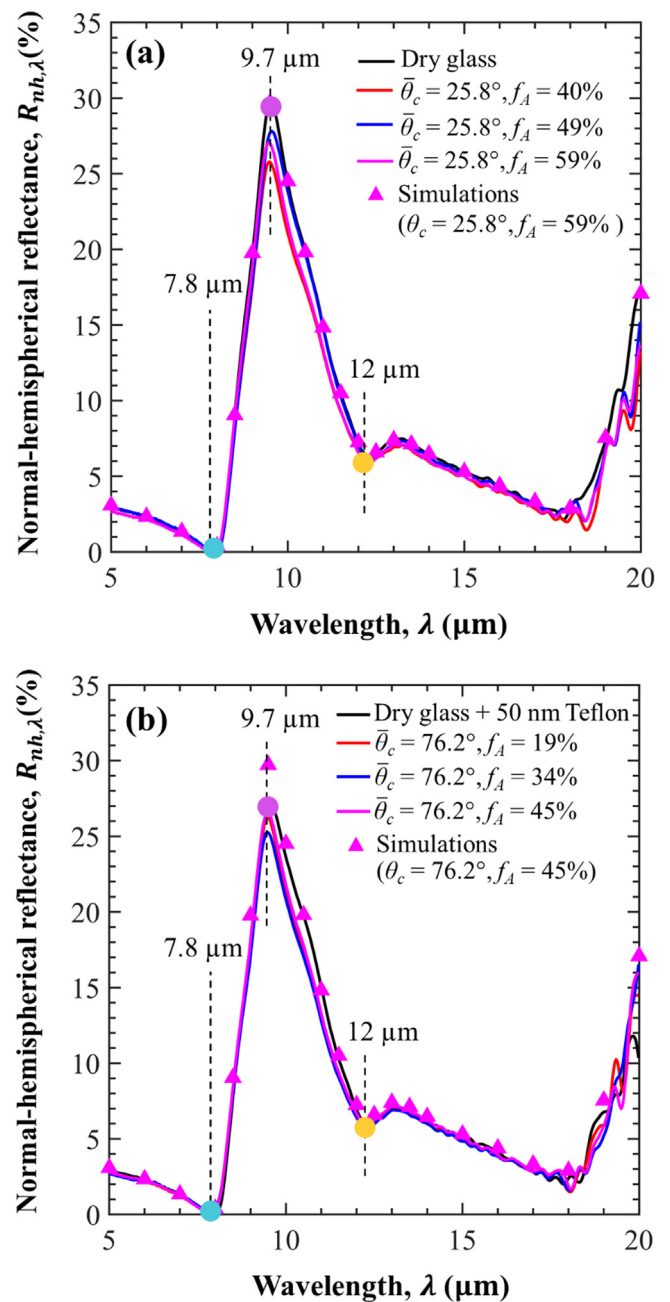 (a)
9.7 µm
Dry glass
θ̄c = 25.8°, fA = 40%
θ̄c = 25.8°, fA = 49%
θ̄c = 25.8°, fA = 59%
Simulations
(θc = 25.8°, fA = 59% )
7.8 µm
12 µm
Normal-hemispherical reflectance, Rnh,λ(%)
35
30
25
20
15
10
5
0
5 10 15 20
Wavelength, λ (µm)
(b)
9.7 µm
Dry glass + 50 nm Teflon
θ̄c = 76.2°, fA = 19%
θ̄c = 76.2°, fA = 34%
θ̄c = 76.2°, fA = 45%
Simulations
(θc = 76.2°, fA = 45%)
7.8 µm
12 µm
Normal-hemispherical reflectance, Rnh,λ(%)
35
30
25
20
15
10
5
0
5 10 15 20
Wavelength, λ (µm)